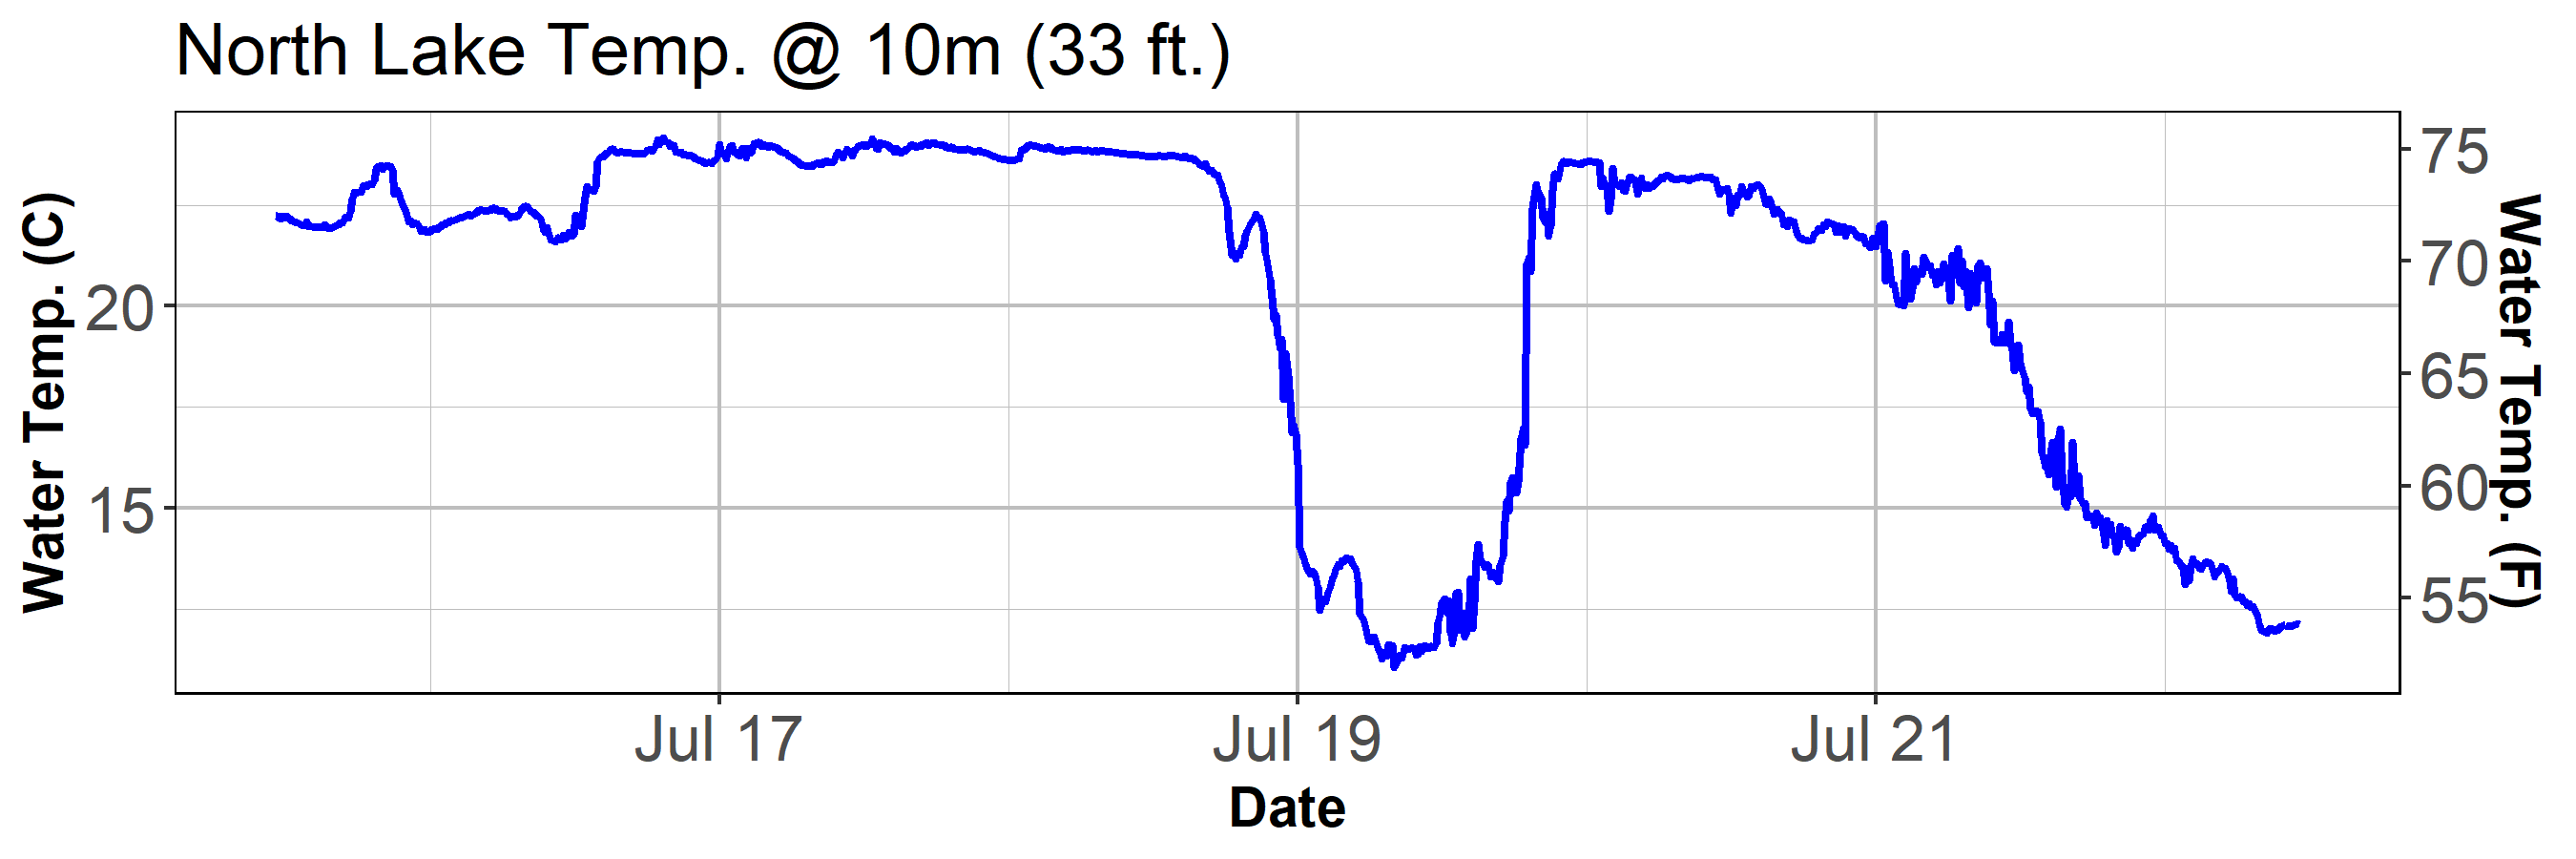 North Lake Temp. @ 10m (33 ft.)
Water Temp. (C)
20
15
75
70
65
60
55
Water Temp. (F)
Jul 17
Jul 19
Jul 21
Date